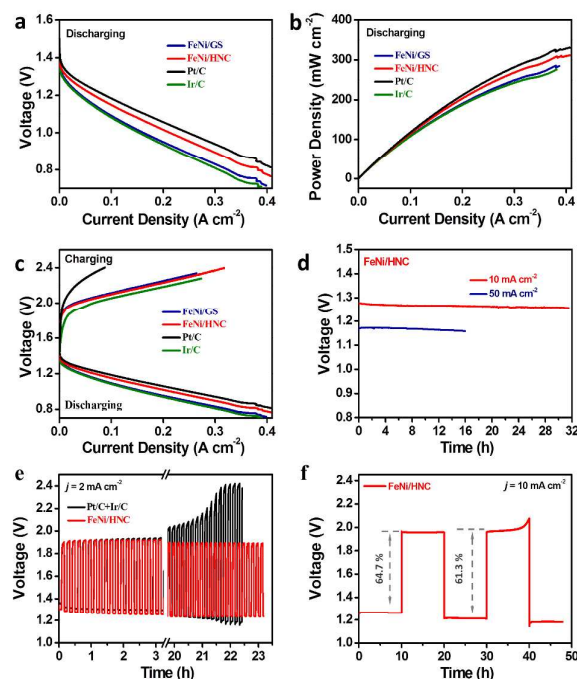 a
Discharging
FeNi/GS
FeNi/HNC
Pt/C
Ir/C
Voltage (V)
1.6
1.4
1.2
1.0
0.8
0.0 0.1 0.2 0.3 0.4
Current Density (A cm⁻²)
b
Discharging
FeNi/GS
FeNi/HNC
Pt/C
Ir/C
Power Density (mW cm⁻²)
400
300
200
100
0
0.0 0.1 0.2 0.3 0.4
Current Density (A cm⁻²)
c
Charging
FeNi/GS
FeNi/HNC
Pt/C
Ir/C
Discharging
Voltage (V)
2.4
2.0
1.6
1.2
0.8
0.0 0.1 0.2 0.3 0.4
Current Density (A cm⁻²)
d
FeNi/HNC
10 mA cm⁻²
50 mA cm⁻²
Voltage (V)
1.5
1.4
1.3
1.2
1.1
1.0
0.9
0.8
0 4 8 12 16 20 24 28 32
Time (h)
e
j = 2 mA cm⁻²
Pt/C+Ir/C
FeNi/HNC
Voltage (V)
2.4
2.1
1.8
1.5
1.2
0 1 2 3 20 21 22 23
Time (h)
f
FeNi/HNC
j = 10 mA cm⁻²
64.7 %
61.3 %
Voltage (V)
2.4
2.2
2.0
1.8
1.6
1.4
1.2
1.0
0 10 20 30 40 50
Time (h)